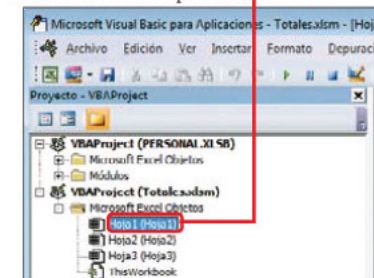 Microsoft Visual Basic para Aplicaciones - Totales.xlsm - [Hoj
Archivo Edición Ver Insertar Formato Depuraci
Proyecto - VBAProject
VBAProject (PERSONAL.XLSB)
Microsoft Excel Objetos
Módulos
VBAProject (Totales.xlsm)
Microsoft Excel Objetos
Hoja1 (Hoja1)
Hoja2 (Hoja2)
Hoja3 (Hoja3)
ThisWorkbook